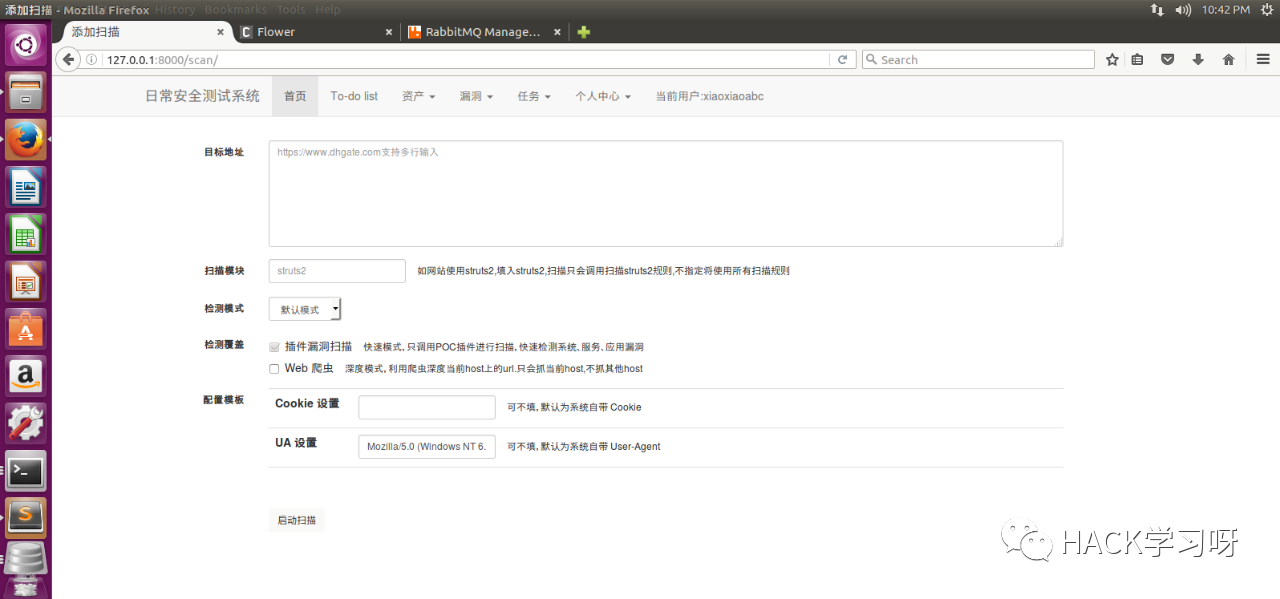 添加扫描 - Mozilla Firefox History Bookmarks Tools Help
10:42 PM
添加扫描 × Flower × RabbitMQ Manage... ×
127.0.0.1:8000/scan/ Search
日常安全测试系统 首页 To-do list 资产 漏洞 任务 个人中心 当前用户:xiaoxiaoabc
目标地址 https://www.dhgate.com支持多行输入
扫描模块 struts2 如网站使用struts2,填入struts2,扫描只会调用扫描struts2规则,不指定将使用所有扫描规则
检测模式 默认模式
检测覆盖 插件漏洞扫描 快速模式, 只调用POC插件进行扫描, 快速检测系统、服务、应用漏洞
Web 爬虫 深度模式, 利用爬虫深度当前host上的url.只会抓当前host,不抓其他host
配置模板 Cookie 设置 可不填, 默认为系统自带 Cookie
UA 设置 Mozilla/5.0 (Windows NT 6. 可不填, 默认为系统自带 User-Agent
启动扫描
HACK学习呀